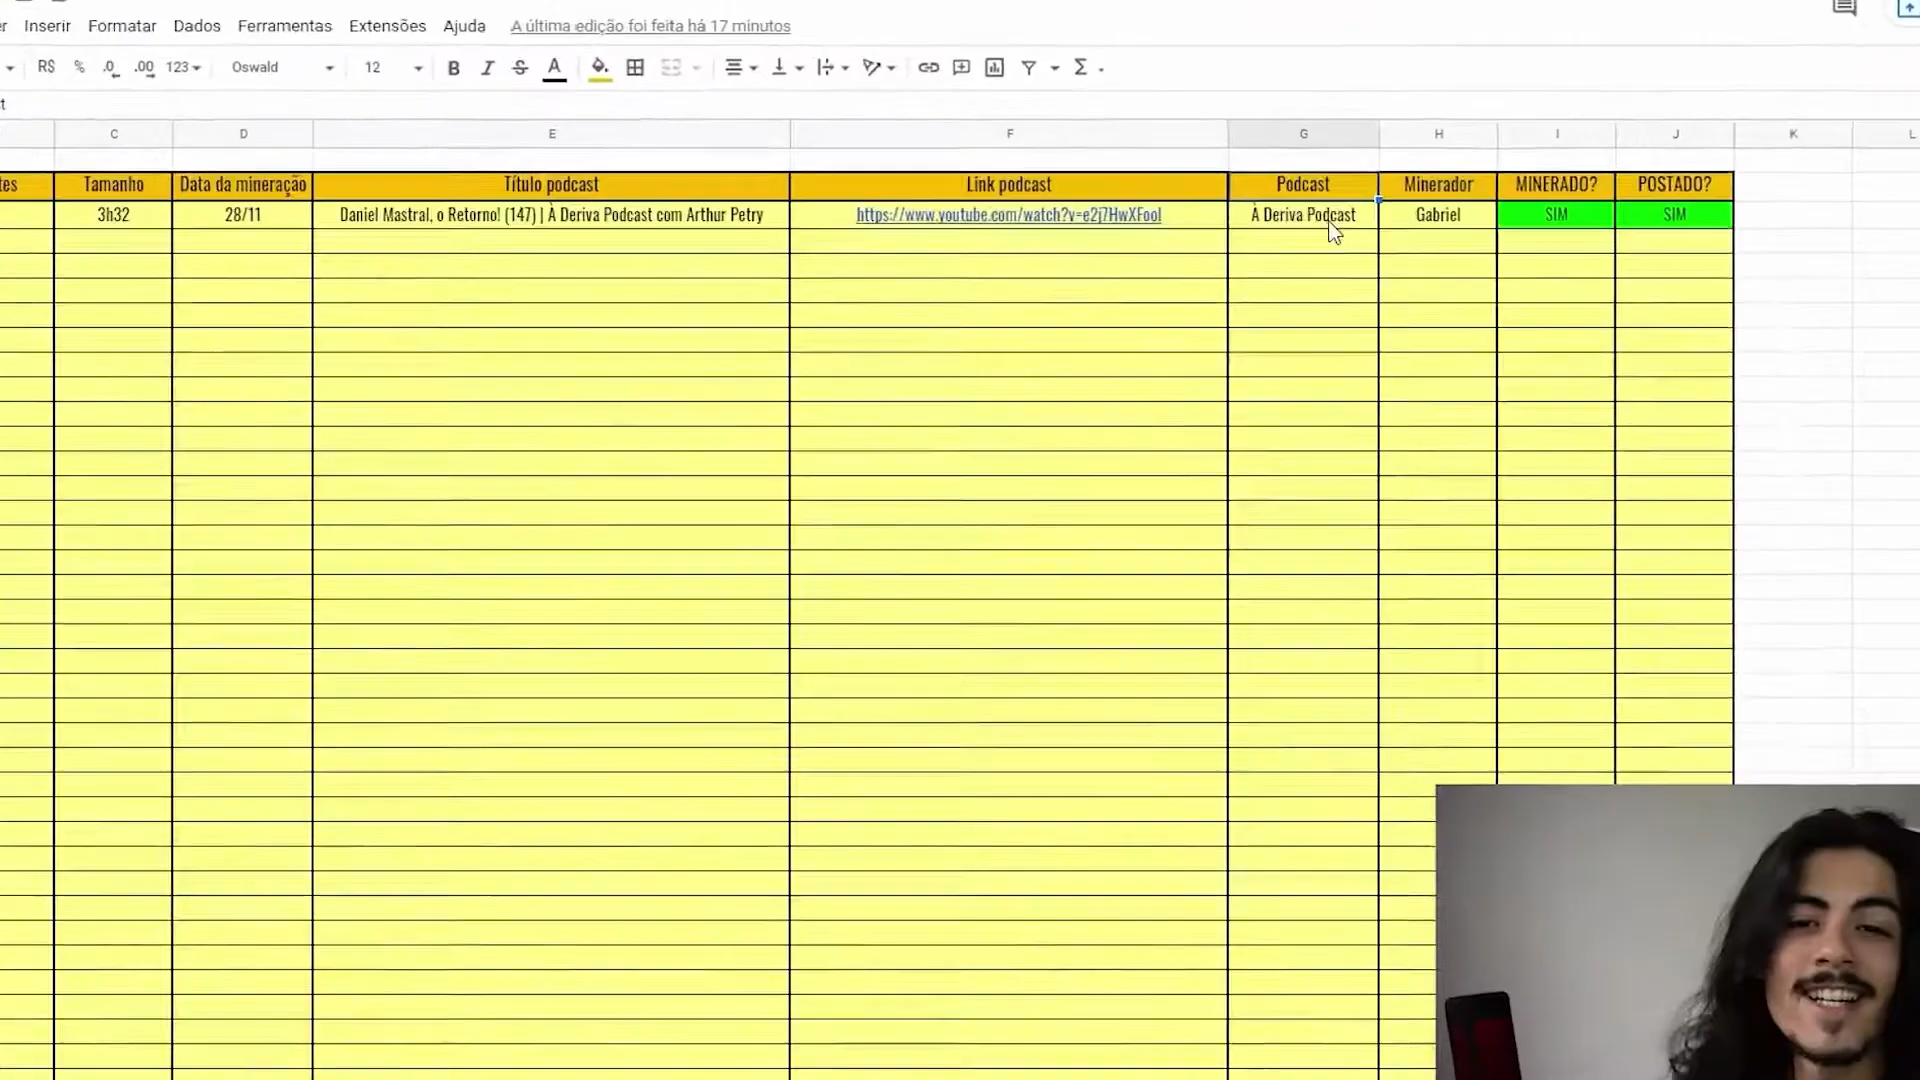 Inserir Formatar Dados Ferramentas Extensões Ajuda A última edição foi feita há 17 minutos
R$ % .0 .00 123 Oswald 12 B I S A Σ
C D E F G H I J K L
Tamanho Data da mineração Título podcast Link podcast Podcast Minerador MINERADO? POSTADO?
3h32 28/11 Daniel Mastral, o Retorno! (147) | À Deriva Podcast com Arthur Petry https://www.youtube.com/watch?v=e2j7HwXFooI À Deriva Podcast Gabriel SIM SIM